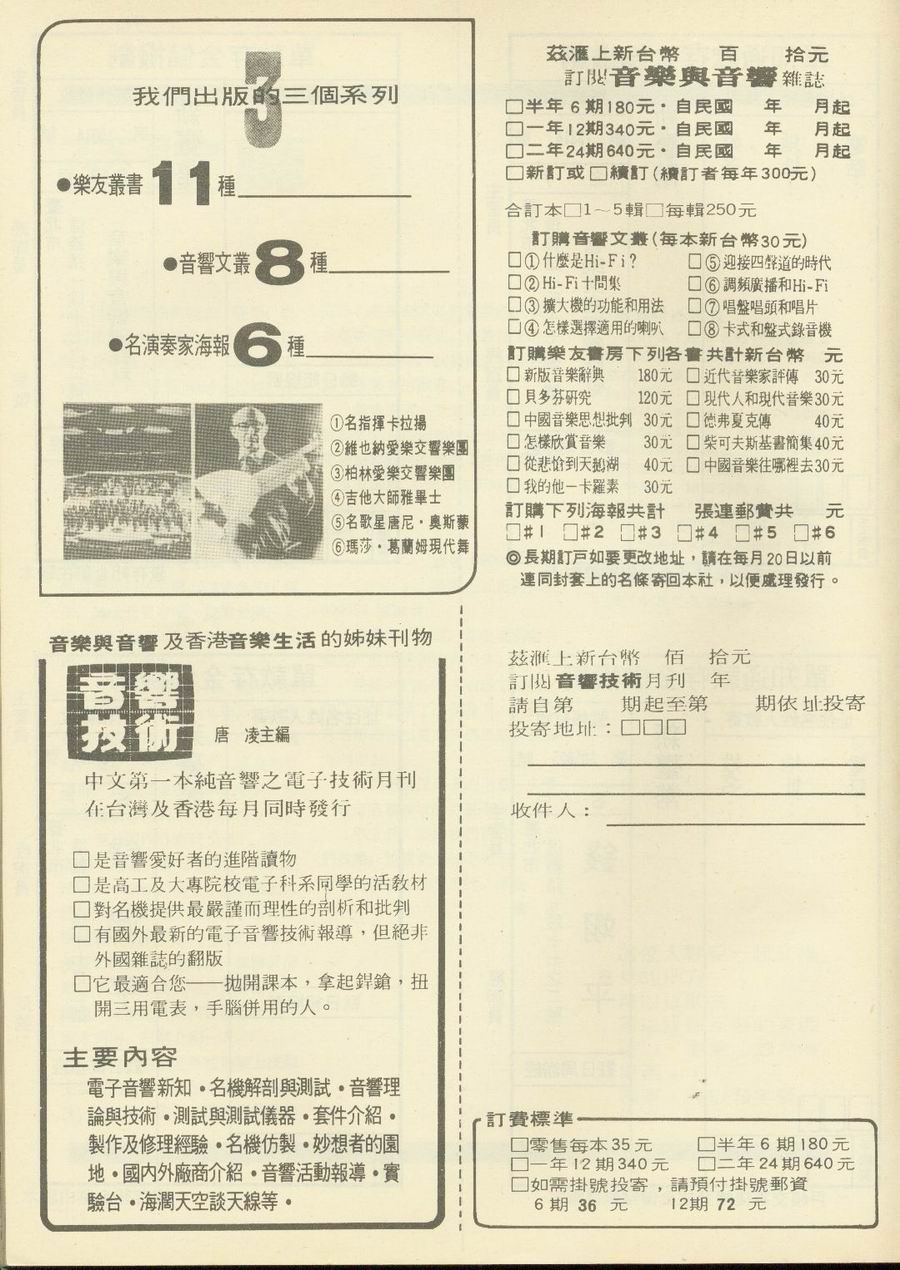 我們出版的三個系列
3
●樂友叢書11種
●音響文叢8種
●名演奏家海報6種
①名指揮卡拉揚
②維也納愛樂交響樂團
③柏林愛樂交響樂團
④吉他大師雅畢士
⑤名歌星唐尼·奧斯蒙
⑥瑪莎·葛蘭姆現代舞
茲滙上新台幣 百 拾元
訂閱音樂與音響雜誌
□半年6期180元·自民國 年 月起
□一年12期340元·自民國 年 月起
□二年24期640元·自民國 年 月起
□新訂或□續訂(續訂者每年300元)
合訂本□1～5輯□每輯250元
訂購音響文叢(每本新台幣30元)
□①什麼是Hi-Fi？ □⑤迎接四聲道的時代
□②Hi-Fi十問集 □⑥調頻廣播和Hi-Fi
□③擴大機的功能和用法 □⑦唱盤唱頭和唱片
□④怎樣選擇適用的喇叭 □⑧卡式和盤式錄音機
訂購樂友書房下列各書共計新台幣 元
□新版音樂辭典 180元 □近代音樂家評傳 30元
□貝多芬研究 120元 □現代人和現代音樂30元
□中國音樂思想批判 30元 □德弗夏克傳 40元
□怎樣欣賞音樂 30元 □柴可夫斯基書簡集40元
□從悲愴到天鵝湖 40元 □中國音樂往哪裡去30元
□我的他—卡羅素 30元
訂購下列海報共計 張連郵費共 元
□#1 □#2 □#3 □#4 □#5 □#6
◎長期訂戶如要更改地址，請在每月20日以前
連同封套上的名條寄回本社，以便處理發行。
音樂與音響及香港音樂生活的姊妹刊物
音響
技術
唐 凌主編
中文第一本純音響之電子技術月刊
在台灣及香港每月同時發行
□是音響愛好者的進階讀物
□是高工及大專院校電子科系同學的活教材
□對名機提供最嚴謹而理性的剖析和批判
□有國外最新的電子音響技術報導，但絕非
外國雜誌的翻版
□它最適合您——拋開課本，拿起銲鎗，扭
開三用電表，手腦併用的人。
主要內容
電子音響新知·名機解剖與測試·音響理
論與技術·測試與測試儀器·套件介紹·
製作及修理經驗·名機仿製·妙想者的園
地·國內外廠商介紹·音響活動報導·實
驗台·海闊天空談天線等·
茲滙上新台幣 佰 拾元
訂閱音響技術月刊 年
請自第 期起至第 期依址投寄
投寄地址：□□□
收件人：
訂費標準
□零售每本35元 □半年6期180元
□一年12期340元 □二年24期640元
□如需掛號投寄，請預付掛號郵資
6期 36 元 12期 72 元